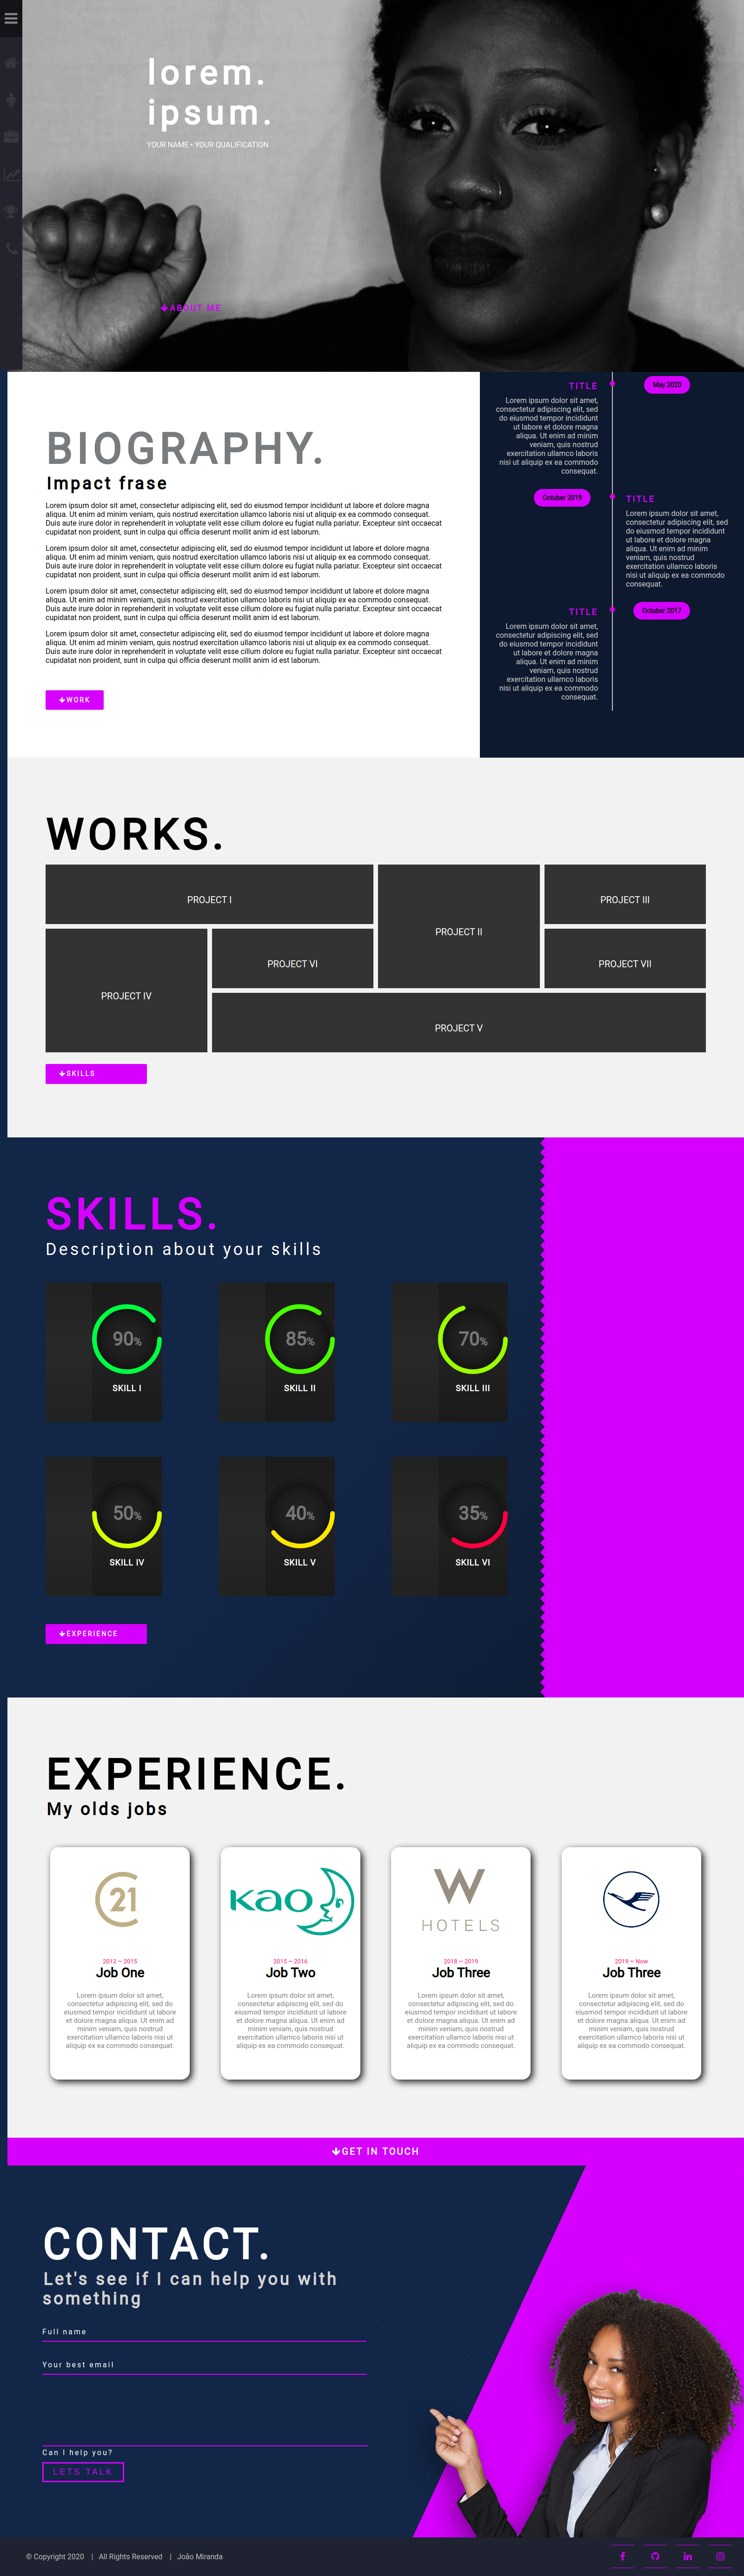 lorem.
ipsum.
YOUR NAME • YOUR QUALIFICATION
ABOUT ME
BIOGRAPHY.
Impact frase
Lorem ipsum dolor sit amet, consectetur adipiscing elit, sed do eiusmod tempor incididunt ut labore et dolore magna
aliqua. Ut enim ad minim veniam, quis nostrud exercitation ullamco laboris nisi ut aliquip ex ea commodo consequat.
Duis aute irure dolor in reprehenderit in voluptate velit esse cillum dolore eu fugiat nulla pariatur. Excepteur sint occaecat
cupidatat non proident, sunt in culpa qui officia deserunt mollit anim id est laborum.
Lorem ipsum dolor sit amet, consectetur adipiscing elit, sed do eiusmod tempor incididunt ut labore et dolore magna
aliqua. Ut enim ad minim veniam, quis nostrud exercitation ullamco laboris nisi ut aliquip ex ea commodo consequat.
Duis aute irure dolor in reprehenderit in voluptate velit esse cillum dolore eu fugiat nulla pariatur. Excepteur sint occaecat
cupidatat non proident, sunt in culpa qui officia deserunt mollit anim id est laborum.
Lorem ipsum dolor sit amet, consectetur adipiscing elit, sed do eiusmod tempor incididunt ut labore et dolore magna
aliqua. Ut enim ad minim veniam, quis nostrud exercitation ullamco laboris nisi ut aliquip ex ea commodo consequat.
Duis aute irure dolor in reprehenderit in voluptate velit esse cillum dolore eu fugiat nulla pariatur. Excepteur sint occaecat
cupidatat non proident, sunt in culpa qui officia deserunt mollit anim id est laborum.
Lorem ipsum dolor sit amet, consectetur adipiscing elit, sed do eiusmod tempor incididunt ut labore et dolore magna
aliqua. Ut enim ad minim veniam, quis nostrud exercitation ullamco laboris nisi ut aliquip ex ea commodo consequat.
Duis aute irure dolor in reprehenderit in voluptate velit esse cillum dolore eu fugiat nulla pariatur. Excepteur sint occaecat
cupidatat non proident, sunt in culpa qui officia deserunt mollit anim id est laborum.
WORK
May 2020
TITLE
Lorem ipsum dolor sit amet,
consectetur adipiscing elit, sed
do eiusmod tempor incididunt
ut labore et dolore magna
aliqua. Ut enim ad minim
veniam, quis nostrud
exercitation ullamco laboris
nisi ut aliquip ex ea commodo
consequat.
October 2019
TITLE
Lorem ipsum dolor sit amet,
consectetur adipiscing elit, sed
do eiusmod tempor incididunt
ut labore et dolore magna
aliqua. Ut enim ad minim
veniam, quis nostrud
exercitation ullamco laboris
nisi ut aliquip ex ea commodo
consequat.
October 2017
TITLE
Lorem ipsum dolor sit amet,
consectetur adipiscing elit, sed
do eiusmod tempor incididunt
ut labore et dolore magna
aliqua. Ut enim ad minim
veniam, quis nostrud
exercitation ullamco laboris
nisi ut aliquip ex ea commodo
consequat.
WORKS.
PROJECT I
PROJECT II
PROJECT III
PROJECT IV
PROJECT VI
PROJECT VII
PROJECT V
SKILLS
SKILLS.
Description about your skills
90%
SKILL I
85%
SKILL II
70%
SKILL III
50%
SKILL IV
40%
SKILL V
35%
SKILL VI
EXPERIENCE
EXPERIENCE.
My olds jobs
C21
2012 ~ 2015
Job One
Lorem ipsum dolor sit amet,
consectetur adipiscing elit, sed do
eiusmod tempor incididunt ut labore
et dolore magna aliqua. Ut enim ad
minim veniam, quis nostrud
exercitation ullamco laboris nisi ut
aliquip ex ea commodo consequat.
Kao
2015 ~ 2016
Job Two
Lorem ipsum dolor sit amet,
consectetur adipiscing elit, sed do
eiusmod tempor incididunt ut labore
et dolore magna aliqua. Ut enim ad
minim veniam, quis nostrud
exercitation ullamco laboris nisi ut
aliquip ex ea commodo consequat.
W
HOTELS
2018 ~ 2019
Job Three
Lorem ipsum dolor sit amet,
consectetur adipiscing elit, sed do
eiusmod tempor incididunt ut labore
et dolore magna aliqua. Ut enim ad
minim veniam, quis nostrud
exercitation ullamco laboris nisi ut
aliquip ex ea commodo consequat.
2019 ~ Now
Job Three
Lorem ipsum dolor sit amet,
consectetur adipiscing elit, sed do
eiusmod tempor incididunt ut labore
et dolore magna aliqua. Ut enim ad
minim veniam, quis nostrud
exercitation ullamco laboris nisi ut
aliquip ex ea commodo consequat.
GET IN TOUCH
CONTACT.
Let's see if I can help you with
something
Full name
Your best email
Can I help you?
LETS TALK
© Copyright 2020 | All Rights Reserved | João Miranda